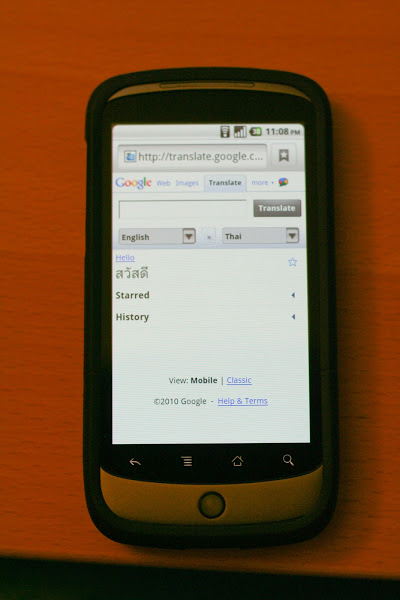 11:08 PM
http://translate.google.c...
Google Web Images Translate more
Translate
English Thai
Hello
สวัสดี
Starred
History
View: Mobile | Classic
©2010 Google - Help & Terms